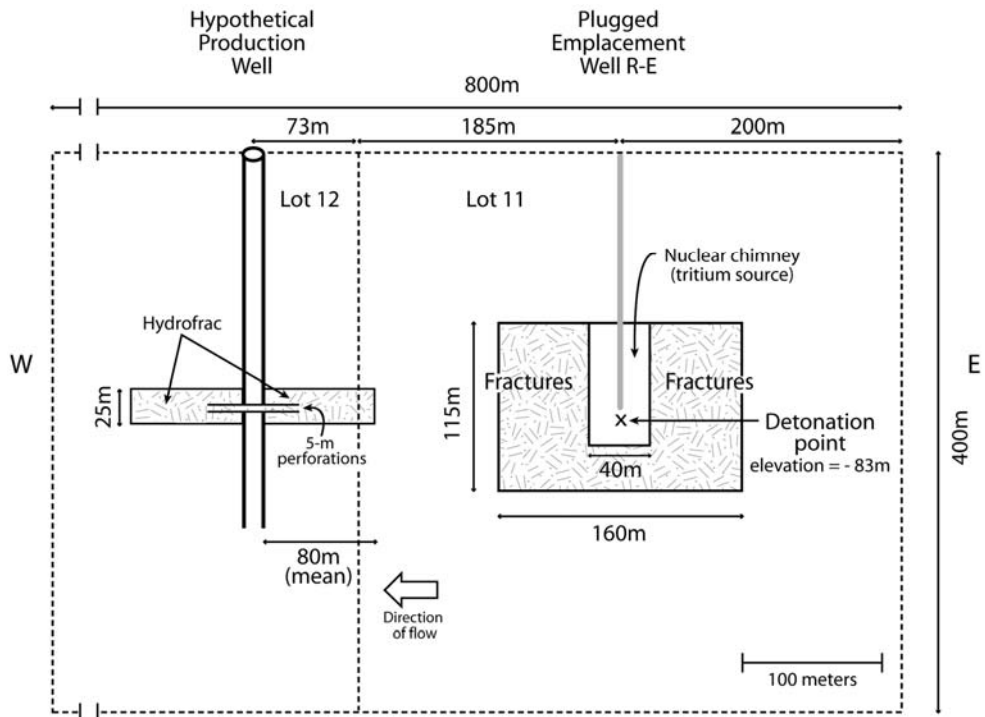 Hypothetical
Production
Well
Plugged
Emplacement
Well R-E
800m
73m
185m
200m
Lot 12
Lot 11
Nuclear chimney
(tritium source)
Hydrofrac
W
E
25m
5-m
perforations
115m
Fractures
Fractures
Detonation
point
elevation = - 83m
40m
400m
160m
80m
(mean)
Direction
of flow
100 meters